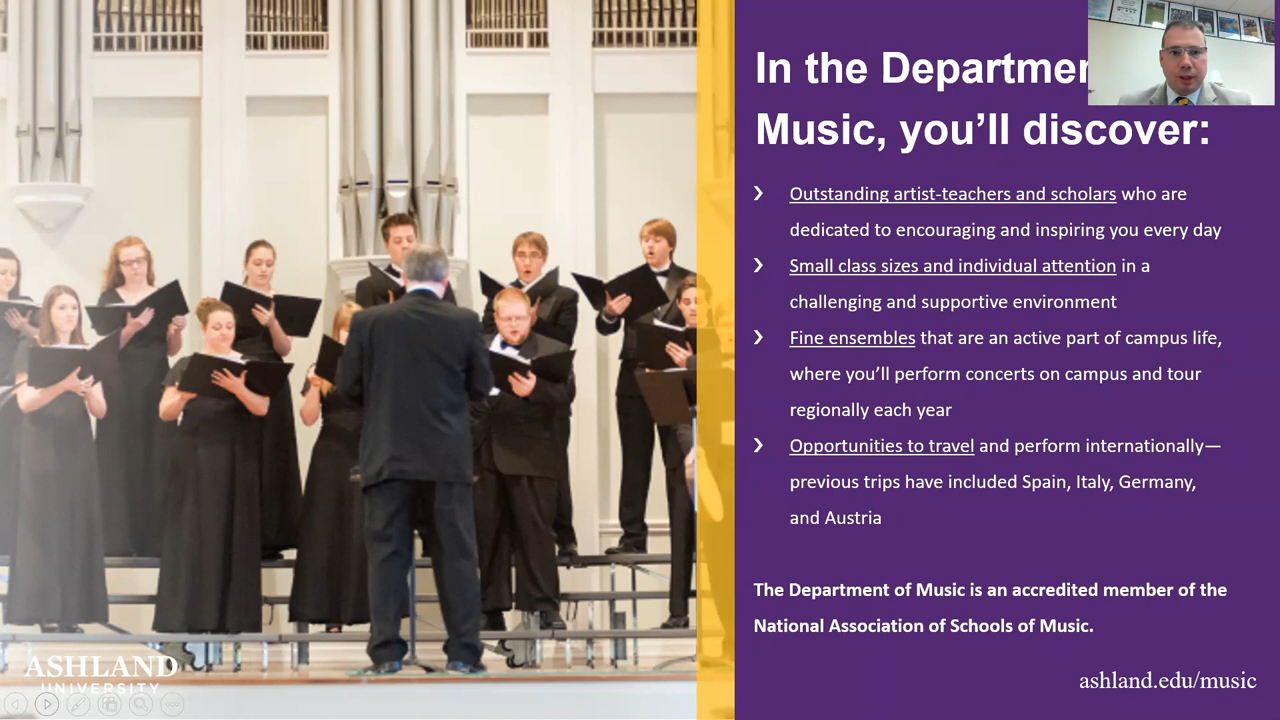 In the Departmen
Music, you’ll discover:
❯ Outstanding artist-teachers and scholars who are
dedicated to encouraging and inspiring you every day
❯ Small class sizes and individual attention in a
challenging and supportive environment
❯ Fine ensembles that are an active part of campus life,
where you’ll perform concerts on campus and tour
regionally each year
❯ Opportunities to travel and perform internationally—
previous trips have included Spain, Italy, Germany,
and Austria
The Department of Music is an accredited member of the
National Association of Schools of Music.
ASHLAND
UNIVERSITY
ashland.edu/music